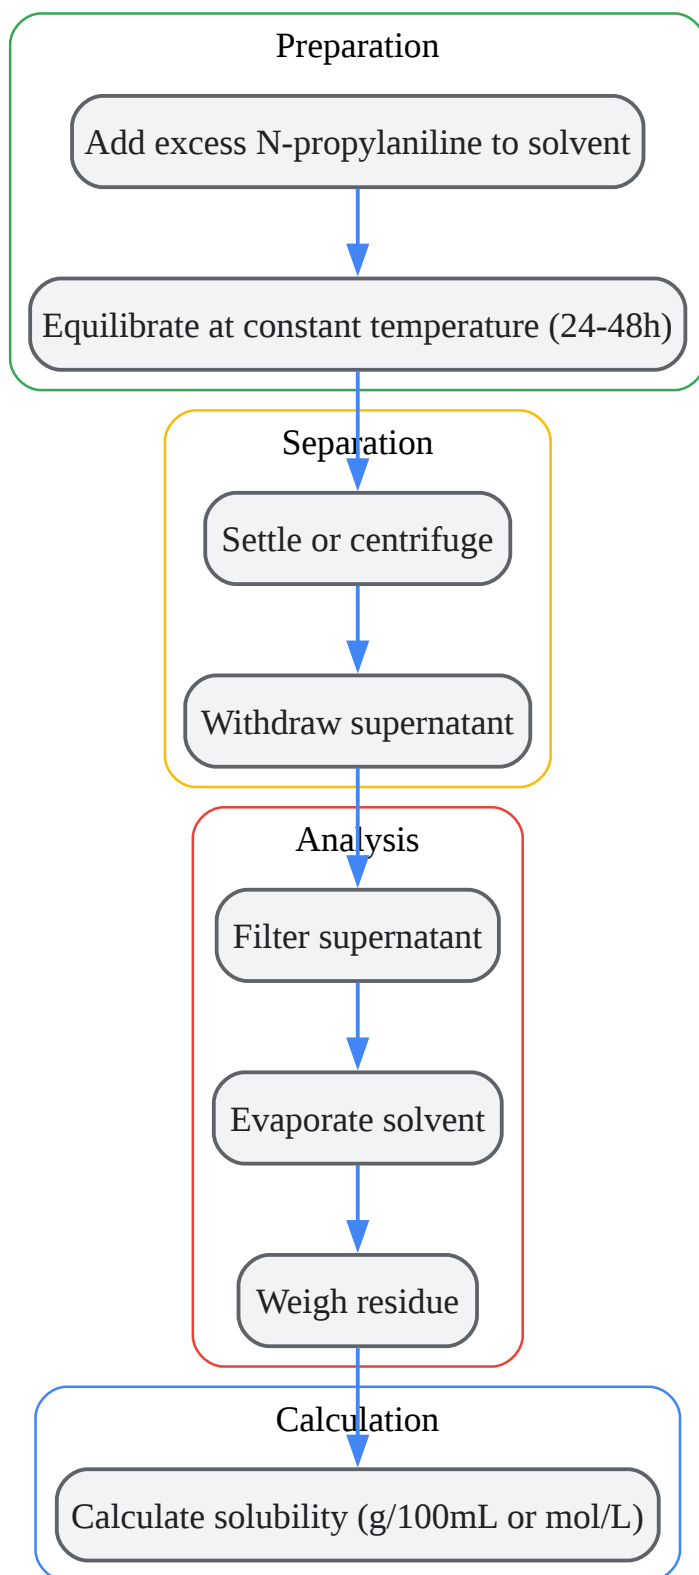 Preparation
Add excess N-propylaniline to solvent
Equilibrate at constant temperature (24-48h)
Separation
Settle or centrifuge
Withdraw supernatant
Analysis
Filter supernatant
Evaporate solvent
Weigh residue
Calculation
Calculate solubility (g/100mL or mol/L)